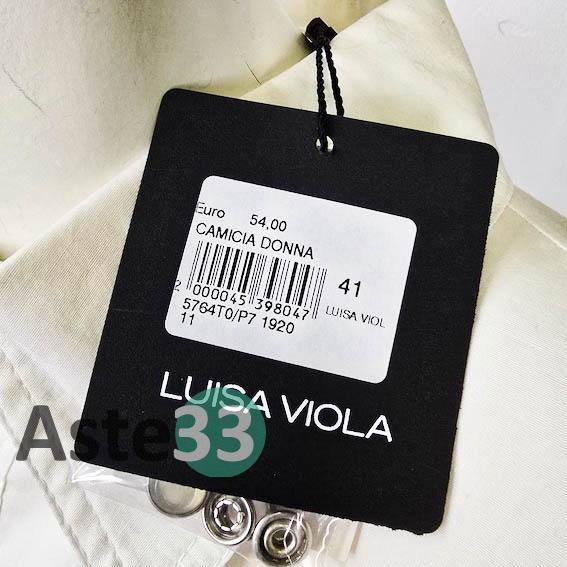 Euro 54,00
CAMICIA DONNA
2 000045 398047
41
LUISA VIOL
5764T0/P7 1920
11
LUISA VIOLA
Aste33